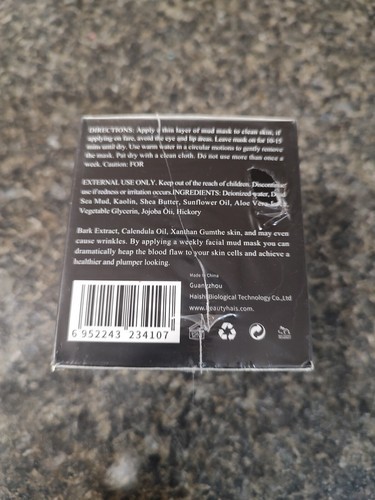 DIRECTIONS: Apply a thin layer of mud mask to clean skin, if
applying on fare, avoid the eye and lip areas. Leave mask on for 10-15
mins until dry. Use warm water in a circular motions to gently remove
the mask. Pat dry with a clean cloth. Do not use more than once a
week. Caution: FOR
EXTERNAL USE ONLY. Keep out of the reach of children. Discontinue
use if redness or irritation occurs. INGREDIENTS: Deionized water, Dead
Sea Mud, Kaolin, Shea Butter, Sunflower Oil, Aloe Vera,
Vegetable Glycerin, Jojoba Öii, Hickory
Bark Extract, Calendula Oil, Xanthan Gumthe skin, and may even
cause wrinkles. By applying a weekly facial mud mask you can
dramatically heap the blood flaw to your skin cells and achieve a
healthier and plumper looking.
Made in China
Guangzhou
Haishi Biological Technology Co.,Ltd
www.beautyhais.com
6 952243 234107